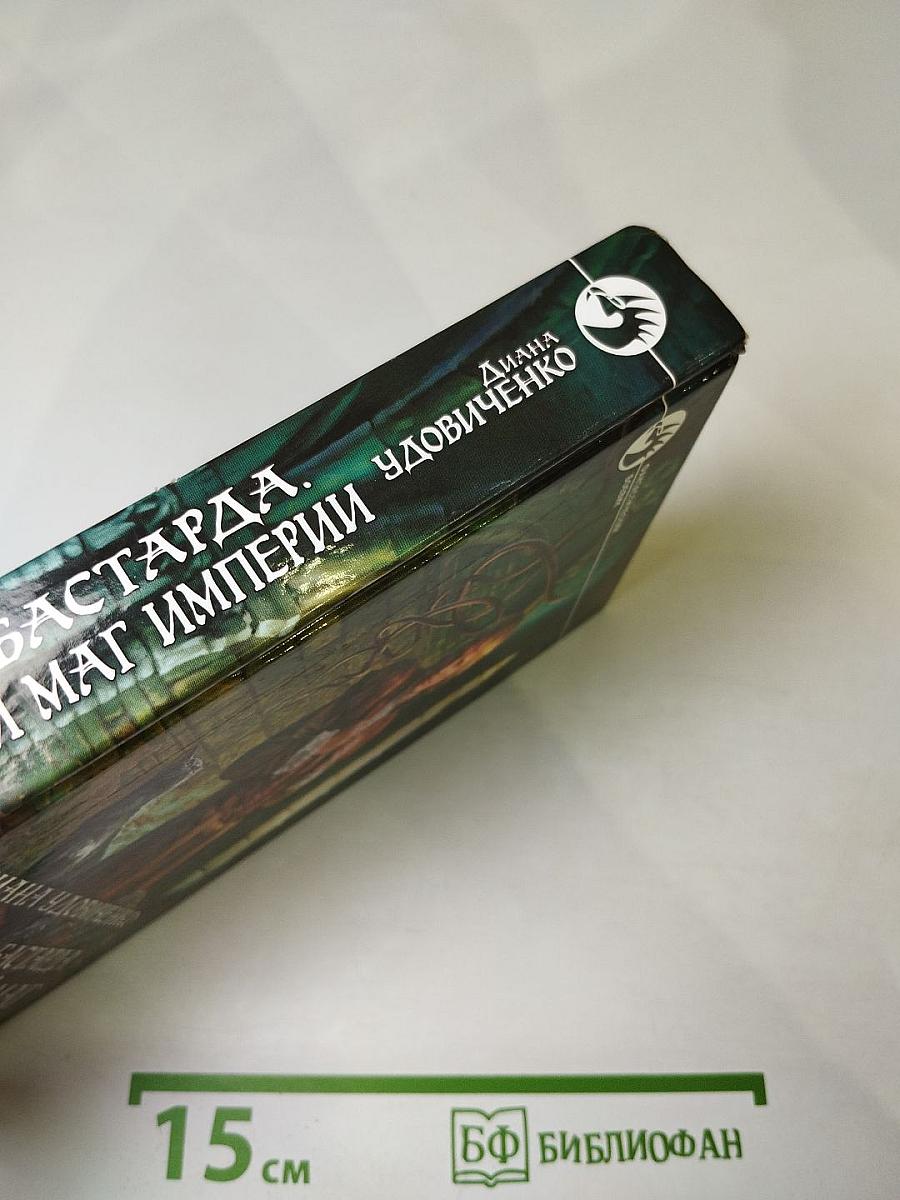 Диана
УДОВИЧЕНКО
БАСТАРДА.
МАГ ИМПЕРИИ
15 см
БФ БИБЛИОФАН